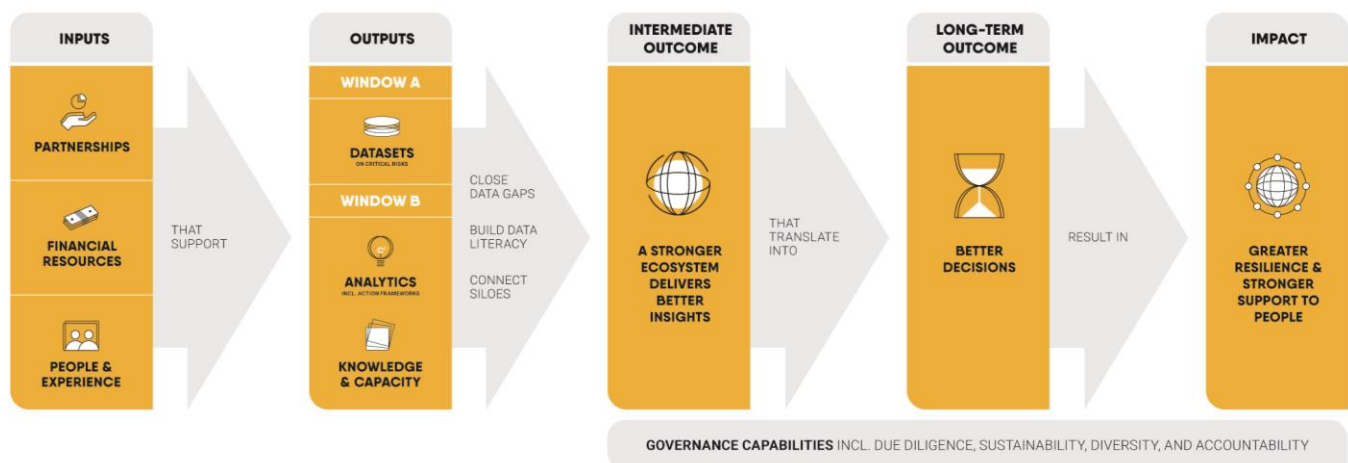 INPUTS
PARTNERSHIPS
FINANCIAL
RESOURCES
PEOPLE &
EXPERIENCE
THAT
SUPPORT
OUTPUTS
WINDOW A
DATASETS
ON CRITICAL RISKS
WINDOW B
ANALYTICS
INCL. ACTION FRAMEWORKS
KNOWLEDGE
& CAPACITY
CLOSE
DATA GAPS
BUILD DATA
LITERACY
CONNECT
SILOES
INTERMEDIATE
OUTCOME
A STRONGER
ECOSYSTEM
DELIVERS
BETTER
INSIGHTS
THAT
TRANSLATE
INTO
LONG-TERM
OUTCOME
BETTER
DECISIONS
RESULT IN
IMPACT
GREATER
RESILIENCE &
STRONGER
SUPPORT TO
PEOPLE
GOVERNANCE CAPABILITIES INCL. DUE DILIGENCE, SUSTAINABILITY, DIVERSITY, AND ACCOUNTABILITY